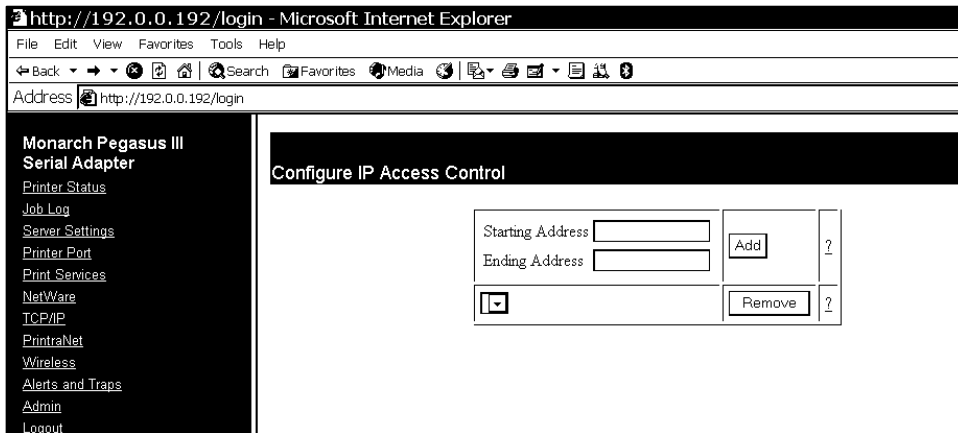 http://192.0.0.192/login - Microsoft Internet Explorer
File Edit View Favorites Tools Help
Back Search Favorites Media
Address http://192.0.0.192/login
Monarch Pegasus III
Serial Adapter
Printer Status
Job Log
Server Settings
Printer Port
Print Services
NetWare
TCP/IP
PrintraNet
Wireless
Alerts and Traps
Admin
Logout
Configure IP Access Control
Starting Address
Ending Address
Add
?
Remove
?